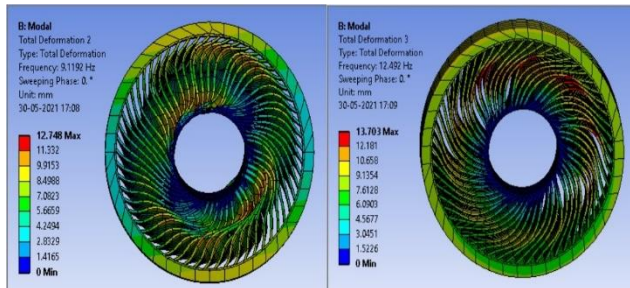 B: Modal
Total Deformation 2
Type: Total Deformation
Frequency: 9.1192 Hz
Sweeping Phase: 0. °
Unit: mm
30-05-2021 17:08
12.748 Max
11.332
9.9153
8.4988
7.0823
5.6659
4.2494
2.8329
1.4165
0 Min
B: Modal
Total Deformation 3
Type: Total Deformation
Frequency: 12.492 Hz
Sweeping Phase: 0. °
Unit: mm
30-05-2021 17:09
13.703 Max
12.181
10.658
9.1354
7.6128
6.0903
4.5677
3.0451
1.5226
0 Min